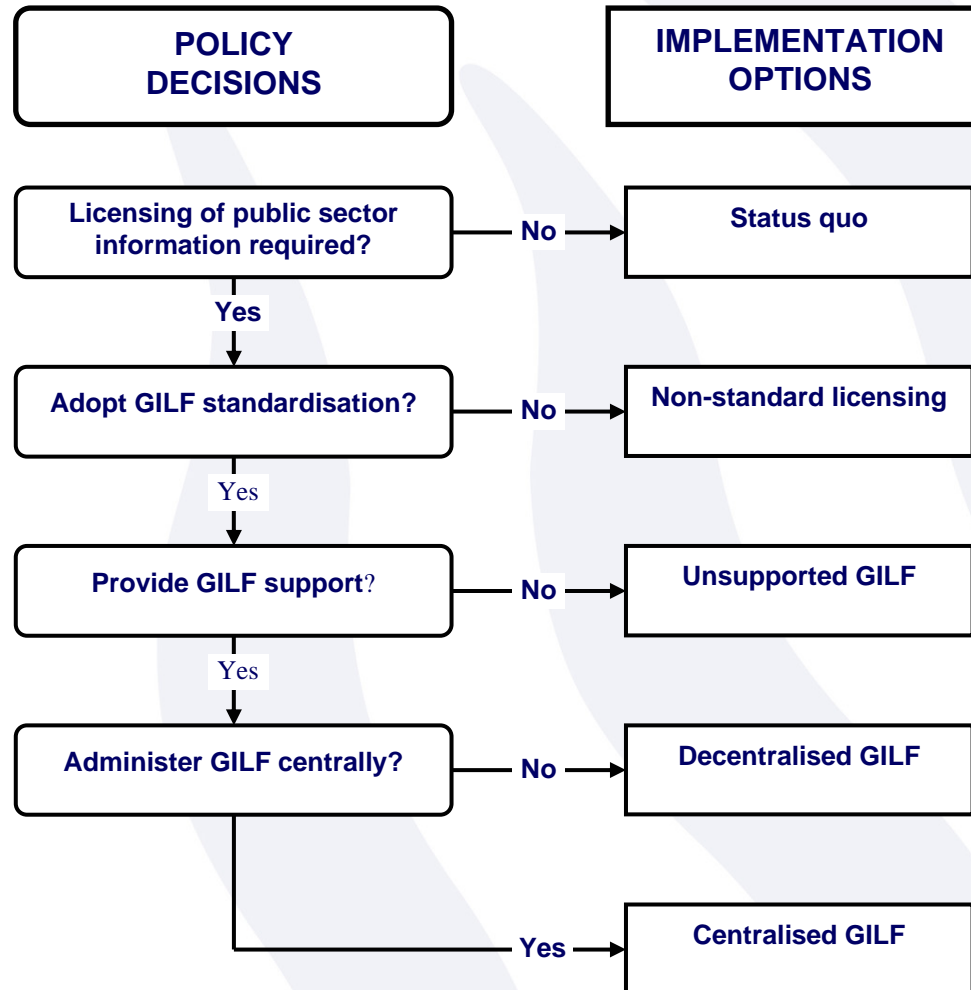 POLICY
DECISIONS
IMPLEMENTATION
OPTIONS
Licensing of public sector
information required?
No
Status quo
Yes
Adopt GILF standardisation?
No
Non-standard licensing
Yes
Provide GILF support?
No
Unsupported GILF
Yes
Administer GILF centrally?
No
Decentralised GILF
Yes
Centralised GILF